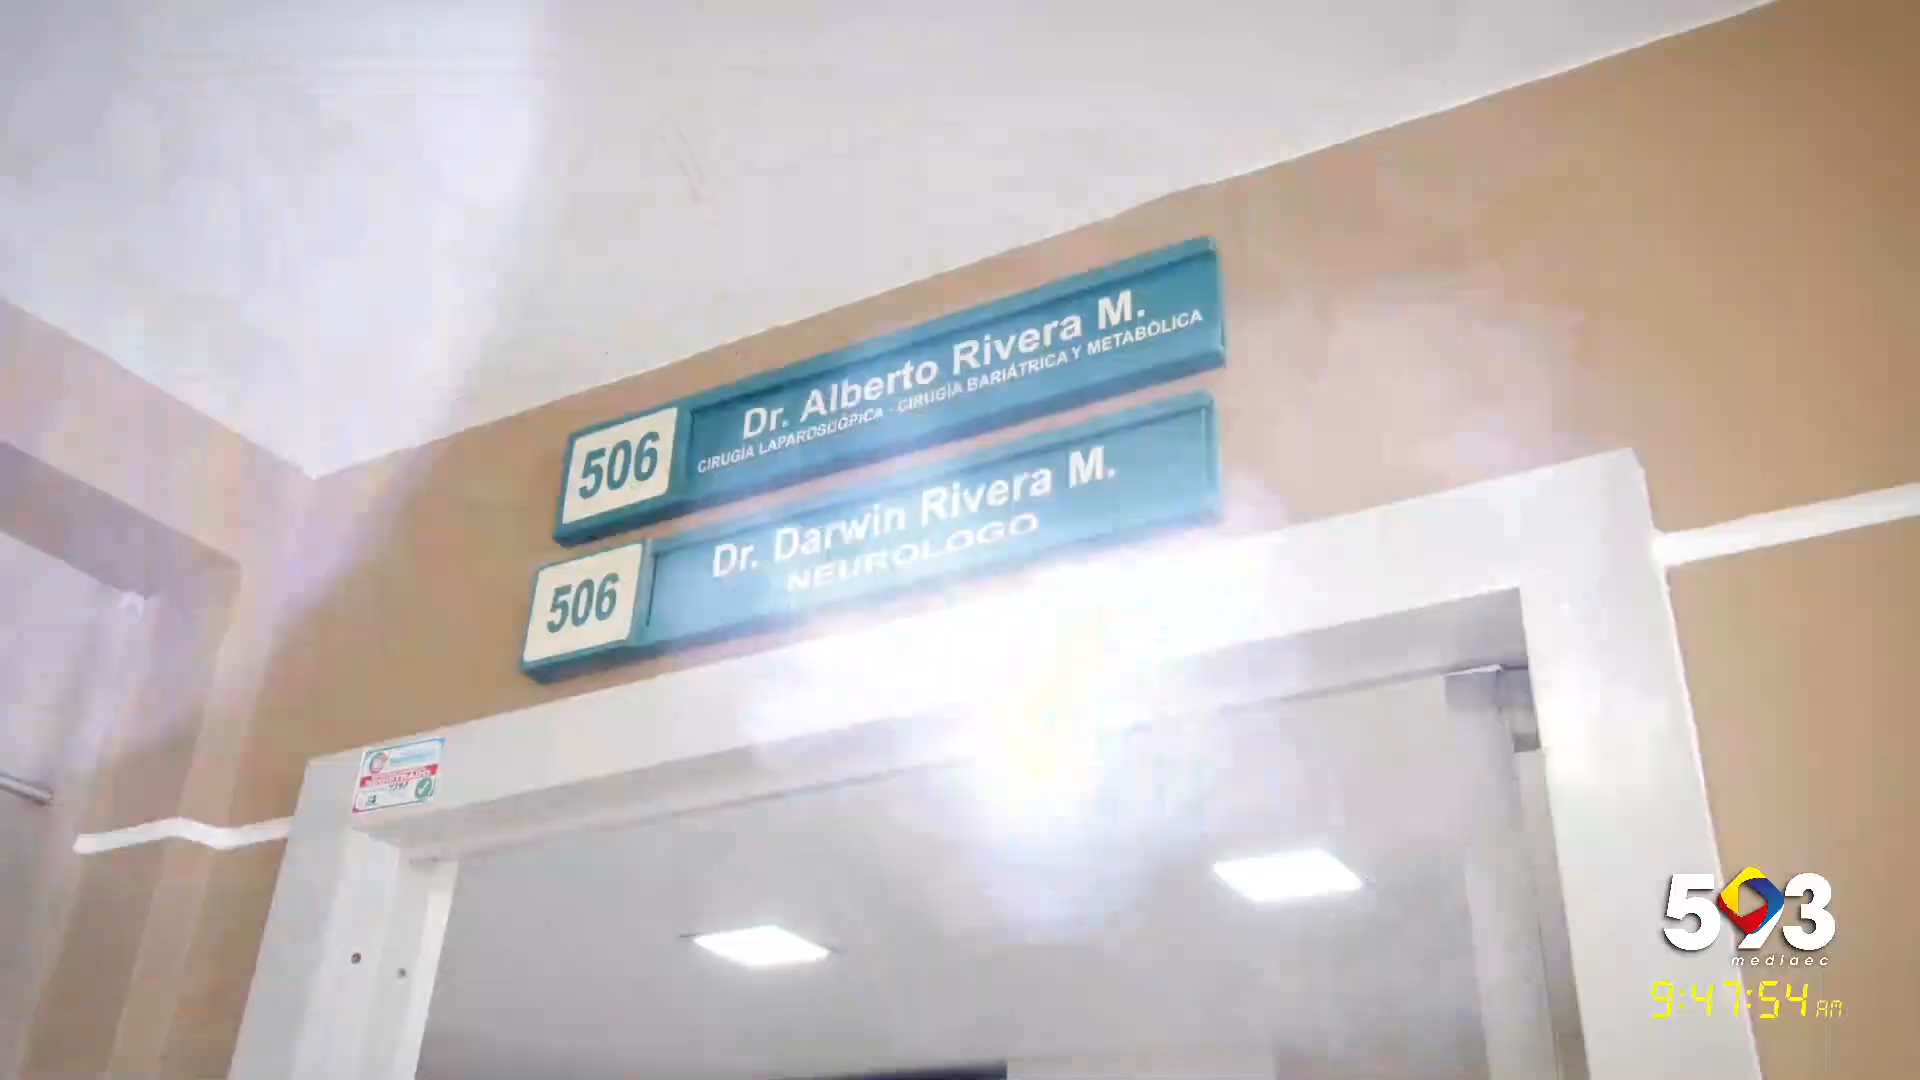 506
Dr. Alberto Rivera M.
CIRUGÍA LAPAROSCÓPICA - CIRUGÍA BARIÁTRICA Y METABÓLICA
506
Dr. Darwin Rivera M.
NEUROLOGO
REGISTRADO
593
mediaec
9:47:54 AM